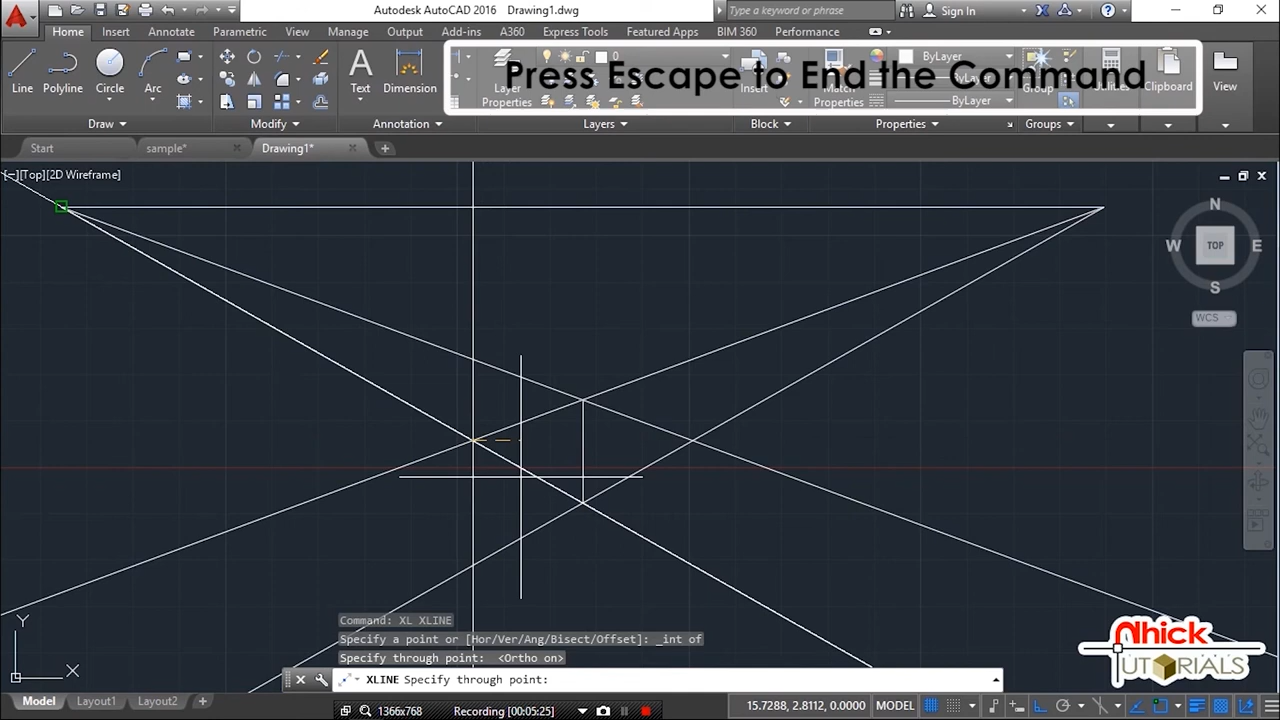 Autodesk AutoCAD 2016 Drawing1.dwg
Type a keyword or phrase
Sign In
Home Insert Annotate Parametric View Manage Output Add-ins A360 Express Tools Featured Apps BIM 360 Performance
Press Escape to End the Command
Line Polyline Circle Arc
Text Dimension
Layer
Properties
0
Insert
Match
Properties
ByLayer
ByLayer
Group
Utilities
Clipboard
View
Draw Modify Annotation Layers Block Properties Groups
Start sample* Drawing1*
[−][Top][2D Wireframe]
N
W TOP E
S
WCS
Y
X
Command: XL XLINE
Specify a point or [Hor/Ver/Ang/Bisect/Offset]: _int of
Specify through point: <Ortho on>
XLINE Specify through point:
Nhick
TUTORIALS
Model Layout1 Layout2
1366x768 Recording [00:05:25]
15.7288, 2.8112, 0.0000 MODEL